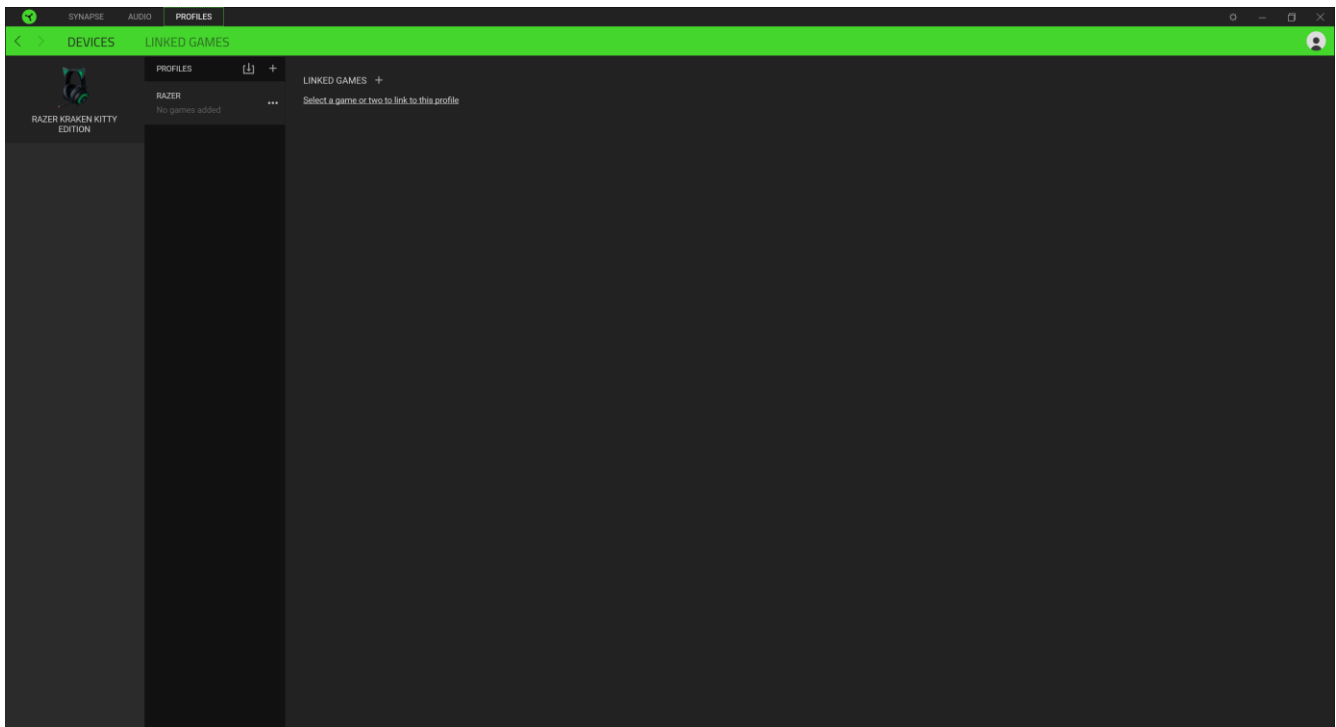 SYNAPSE AUDIO PROFILES
DEVICES LINKED GAMES
RAZER KRAKEN KITTY
EDITION
PROFILES
RAZER
No games added
LINKED GAMES
Select a game or two to link to this profile